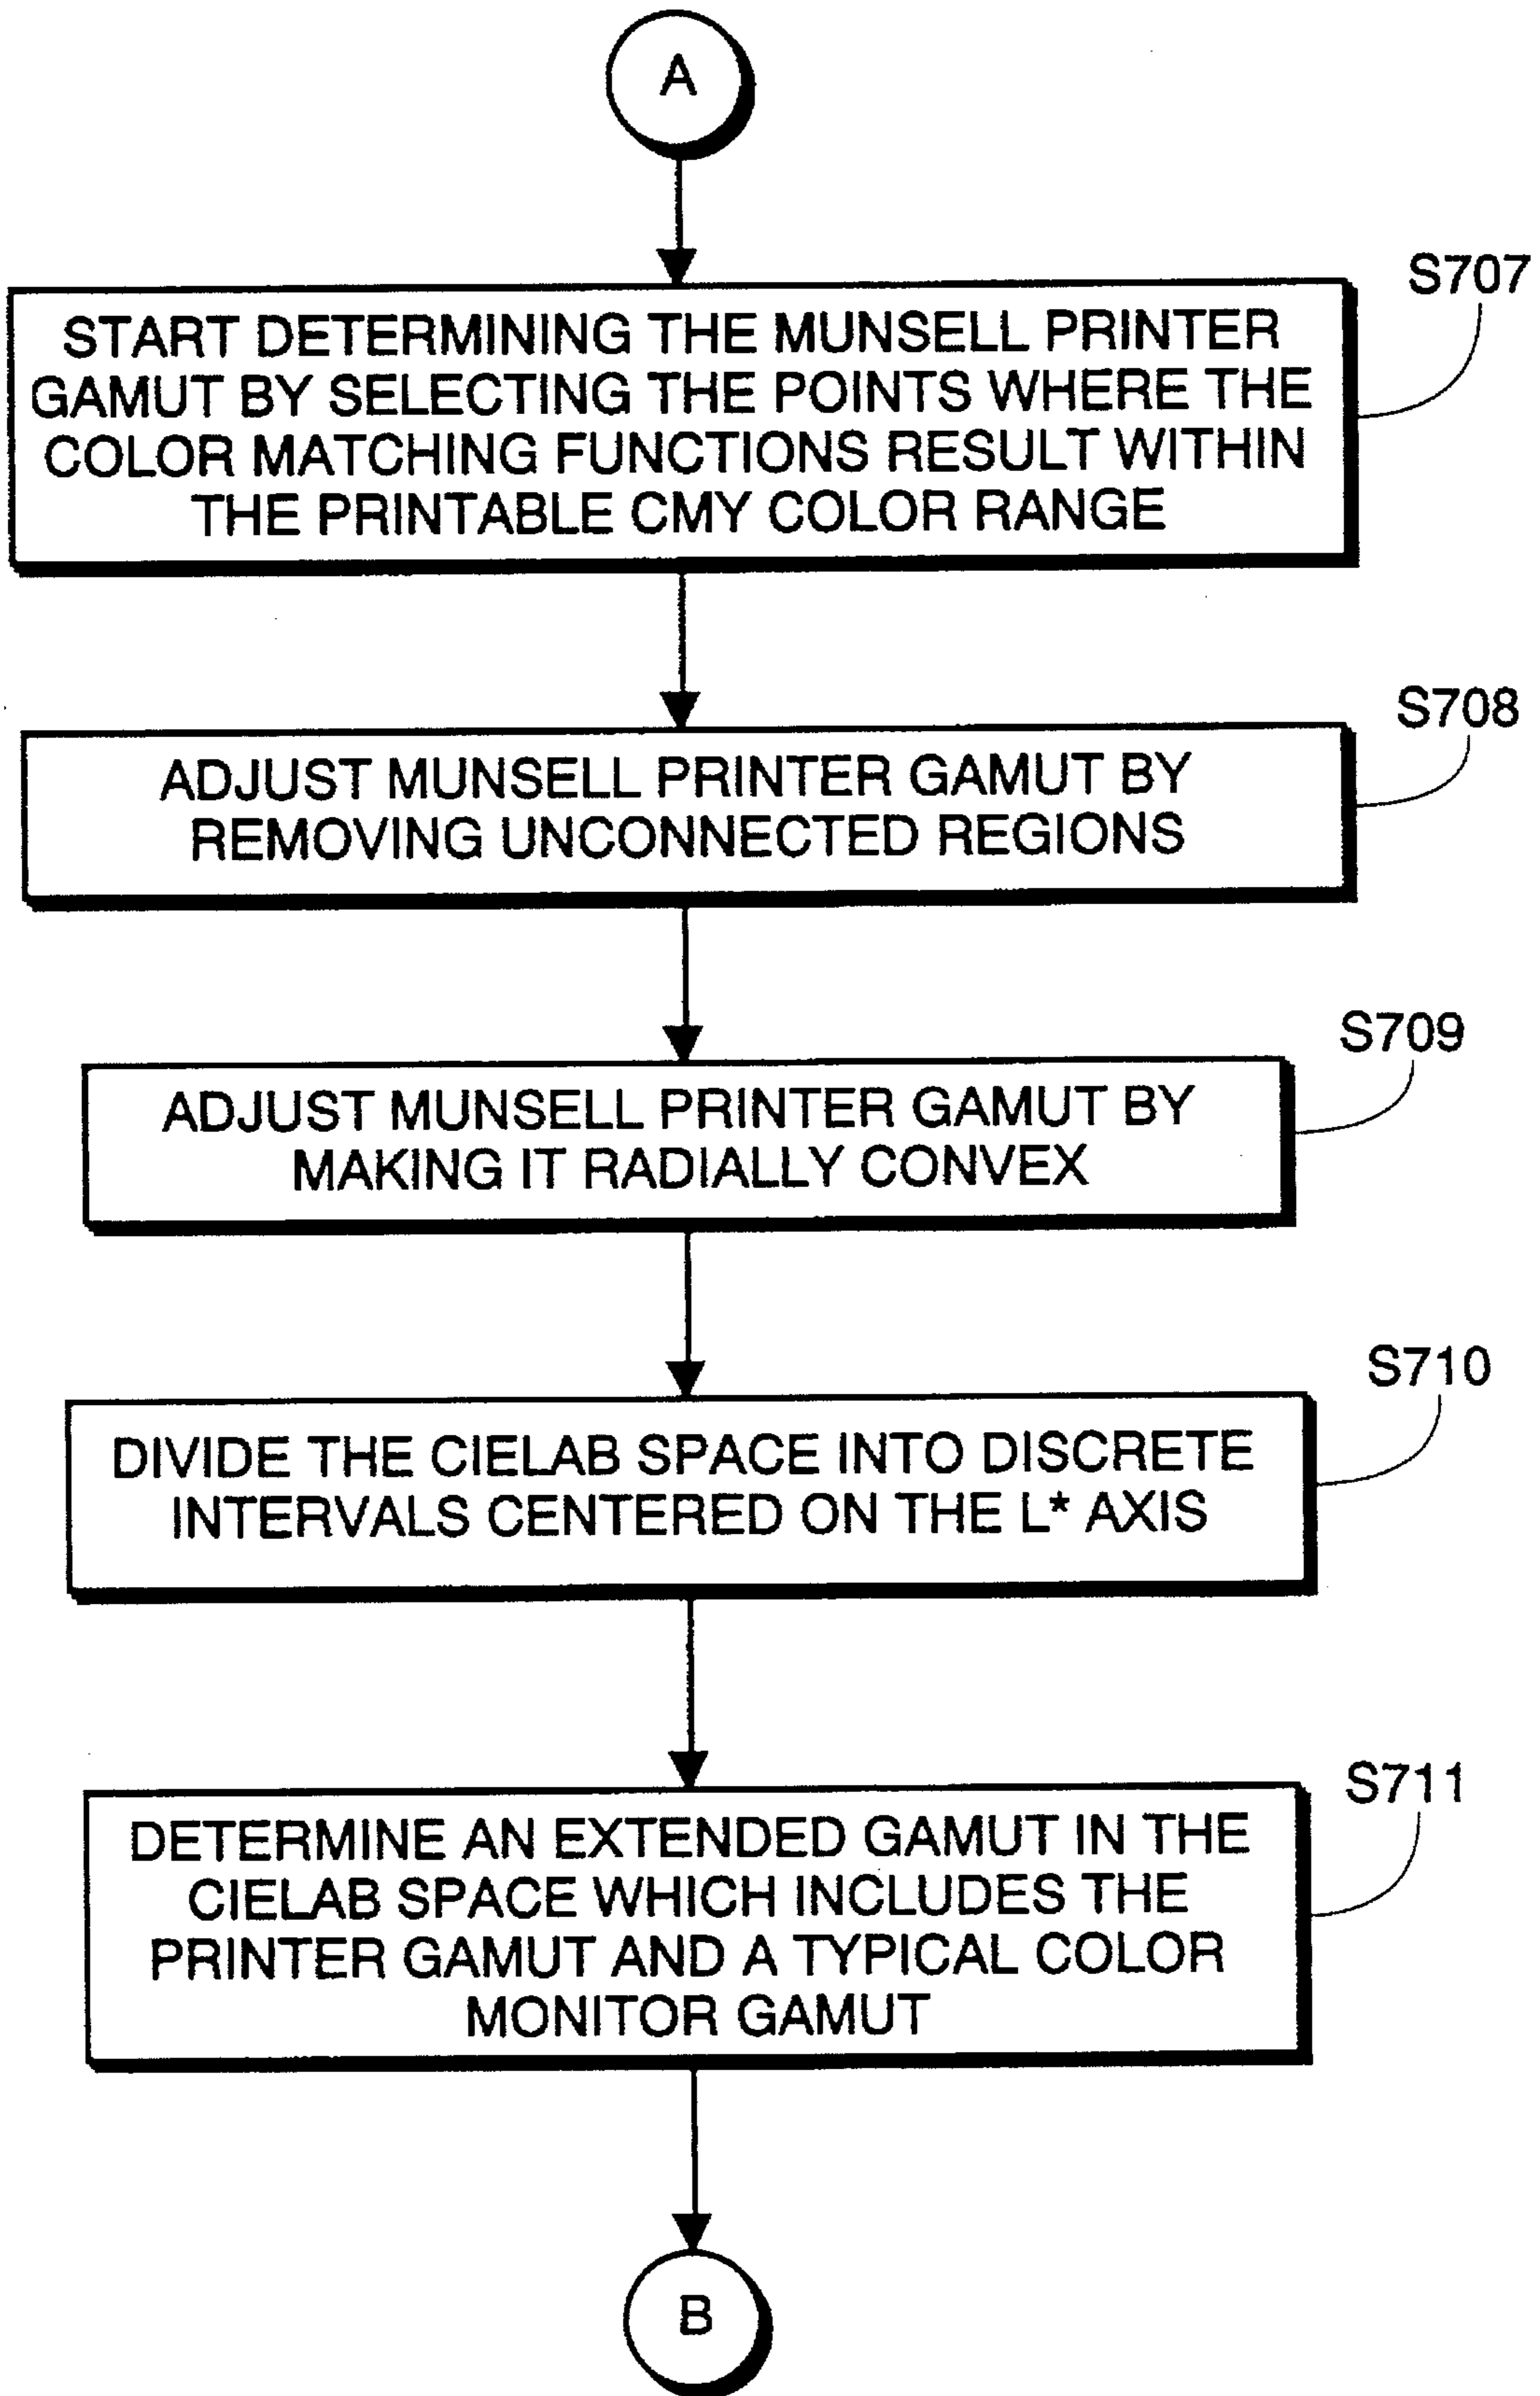 A
S707
START DETERMINING THE MUNSELL PRINTER
GAMUT BY SELECTING THE POINTS WHERE THE
COLOR MATCHING FUNCTIONS RESULT WITHIN
THE PRINTABLE CMY COLOR RANGE
S708
ADJUST MUNSELL PRINTER GAMUT BY
REMOVING UNCONNECTED REGIONS
S709
ADJUST MUNSELL PRINTER GAMUT BY
MAKING IT RADIALLY CONVEX
S710
DIVIDE THE CIELAB SPACE INTO DISCRETE
INTERVALS CENTERED ON THE L* AXIS
S711
DETERMINE AN EXTENDED GAMUT IN THE
CIELAB SPACE WHICH INCLUDES THE
PRINTER GAMUT AND A TYPICAL COLOR
MONITOR GAMUT
B